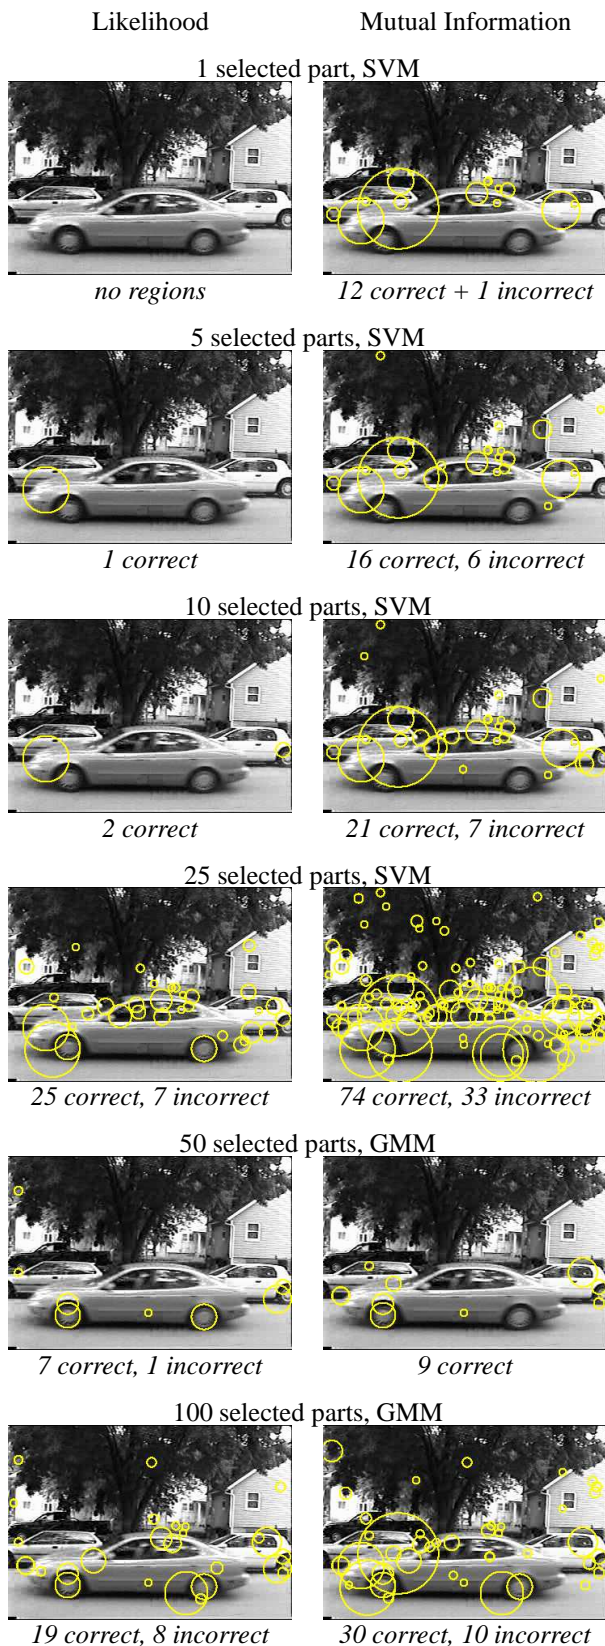 Likelihood Mutual Information
1 selected part, SVM
no regions 12 correct + 1 incorrect
5 selected parts, SVM
1 correct 16 correct, 6 incorrect
10 selected parts, SVM
2 correct 21 correct, 7 incorrect
25 selected parts, SVM
25 correct, 7 incorrect 74 correct, 33 incorrect
50 selected parts, GMM
7 correct, 1 incorrect 9 correct
100 selected parts, GMM
19 correct, 8 incorrect 30 correct, 10 incorrect